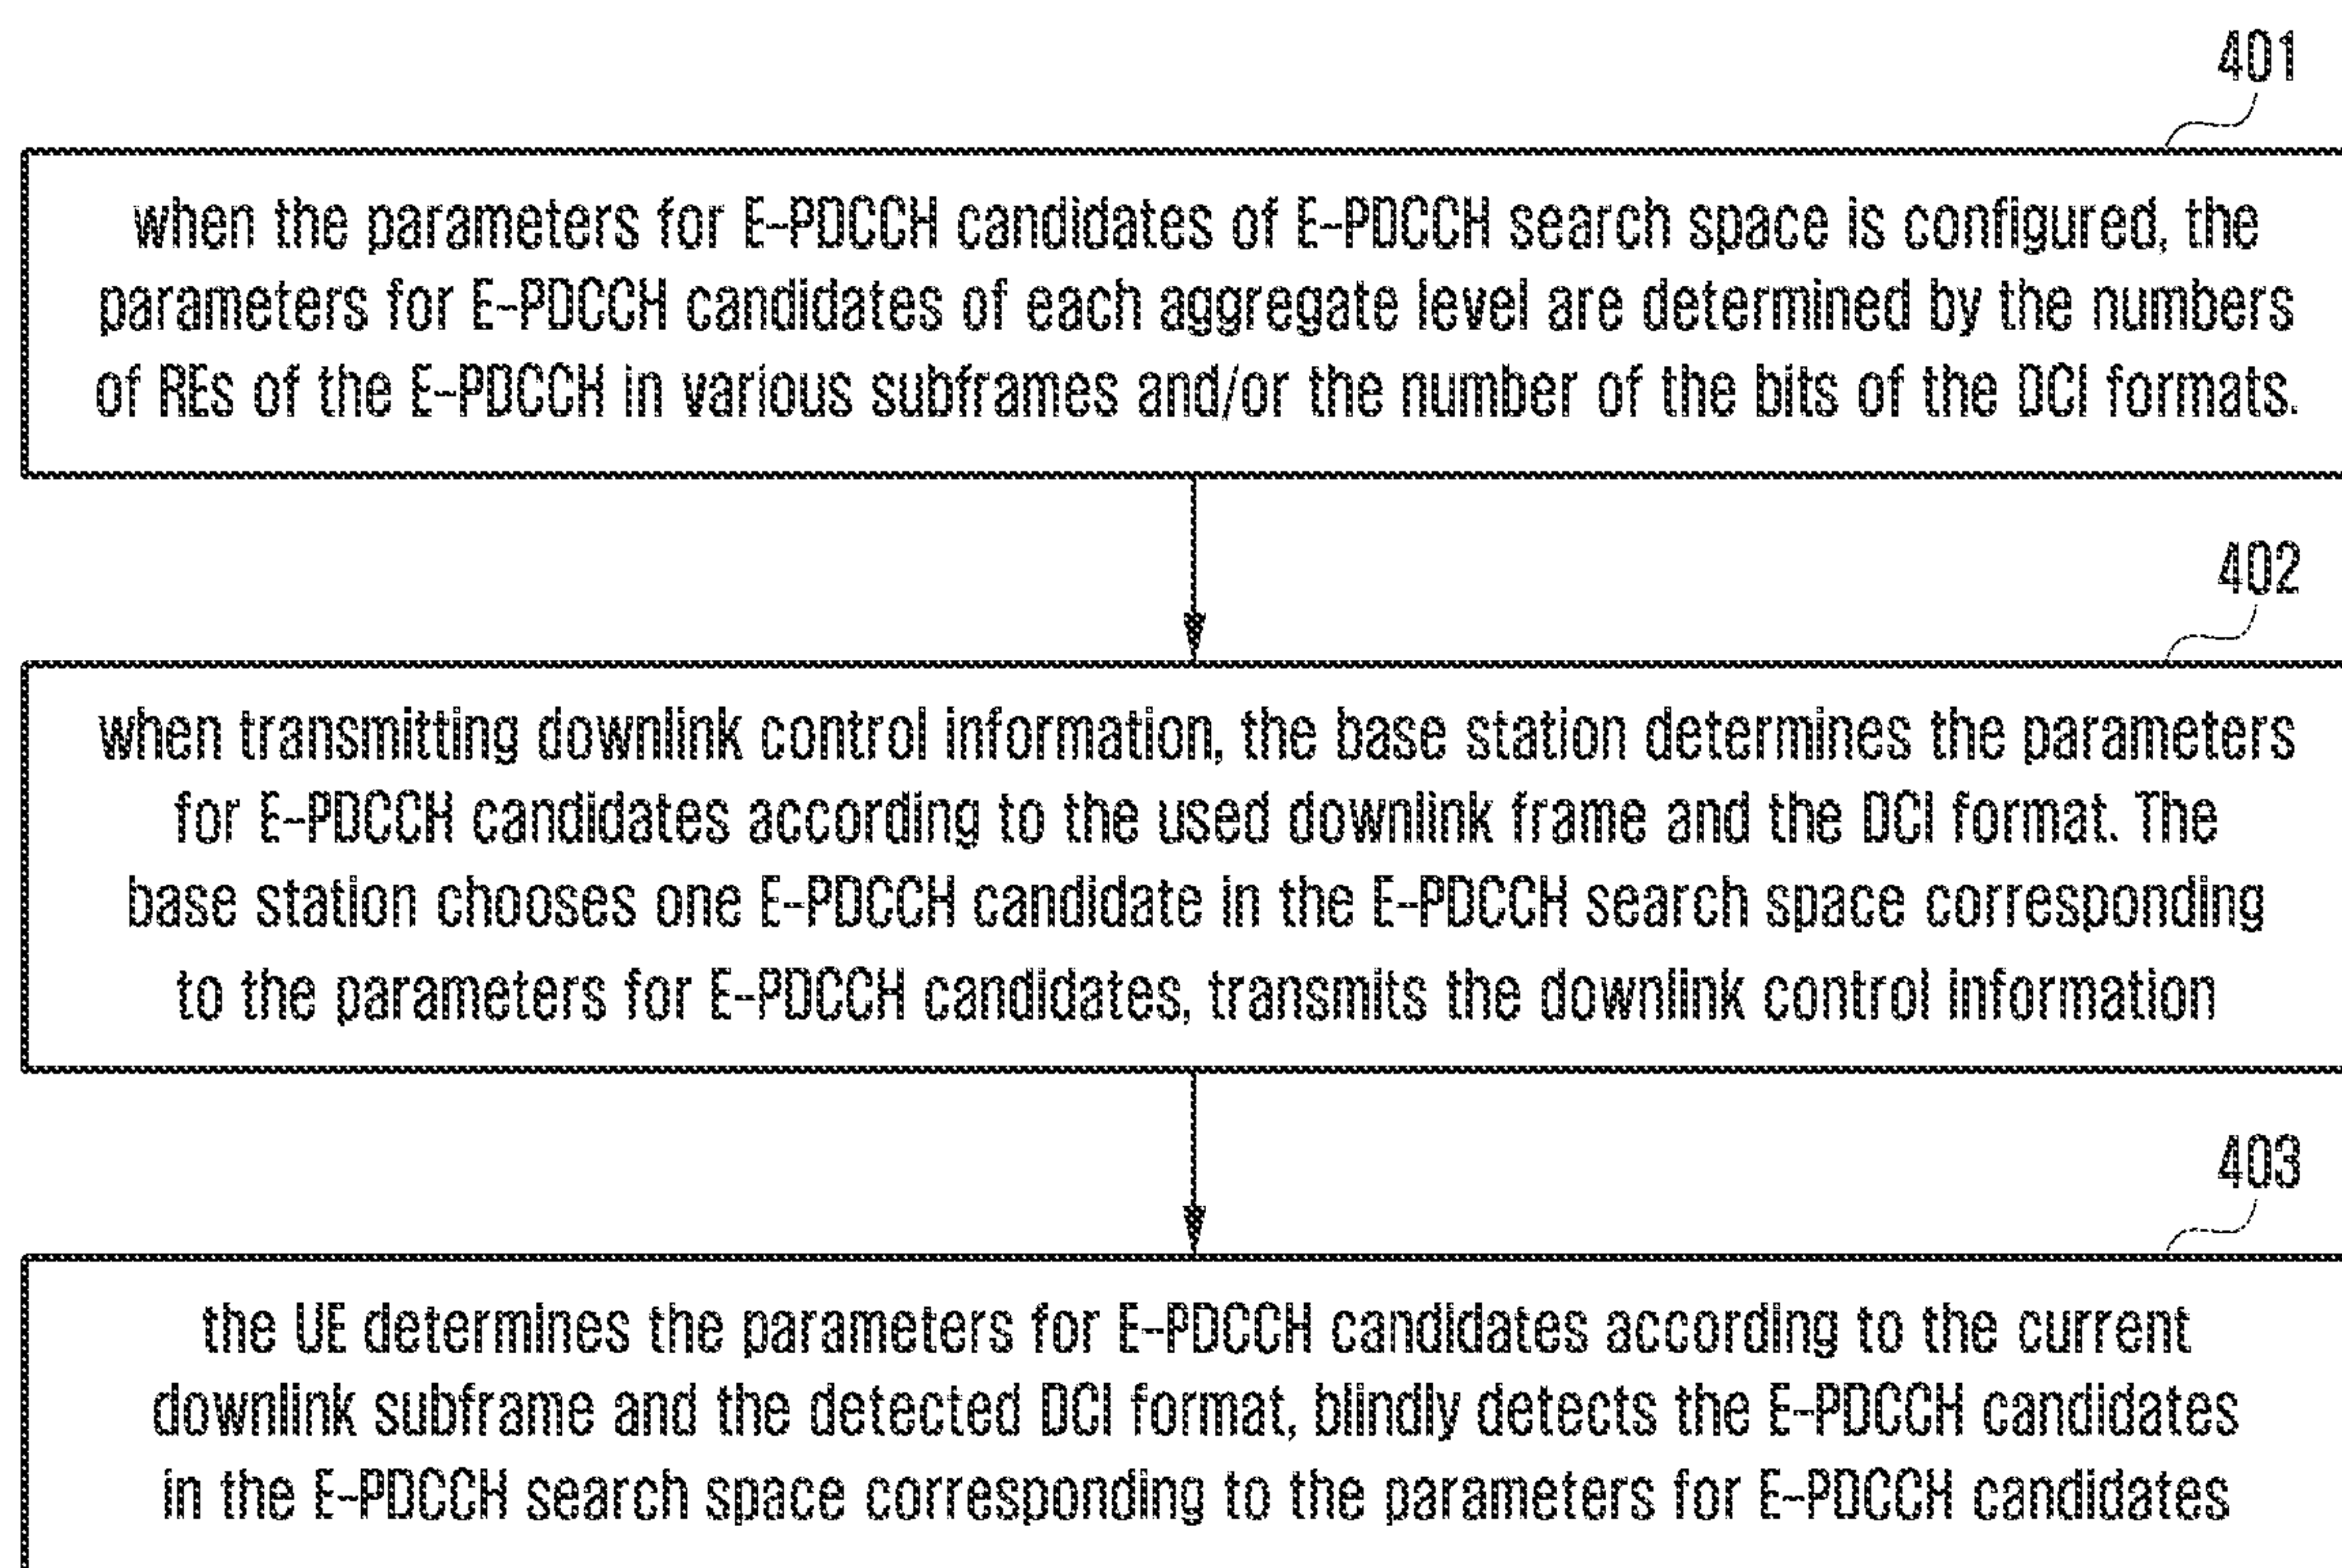 401
when the parameters for E-PDCCH candidates of E-PDCCH search space is configured, the
parameters for E-PDCCH candidates of each aggregate level are determined by the numbers
of REs of the E-PDCCH in various subframes and/or the number of the bits of the DCI formats.
402
when transmitting downlink control information, the base station determines the parameters
for E-PDCCH candidates according to the used downlink frame and the DCI format. The
base station chooses one E-PDCCH candidate in the E-PDCCH search space corresponding
to the parameters for E-PDCCH candidates, transmits the downlink control information
403
the UE determines the parameters for E-PDCCH candidates according to the current
downlink subframe and the detected DCI format, blindly detects the E-PDCCH candidates
in the E-PDCCH search space corresponding to the parameters for E-PDCCH candidates